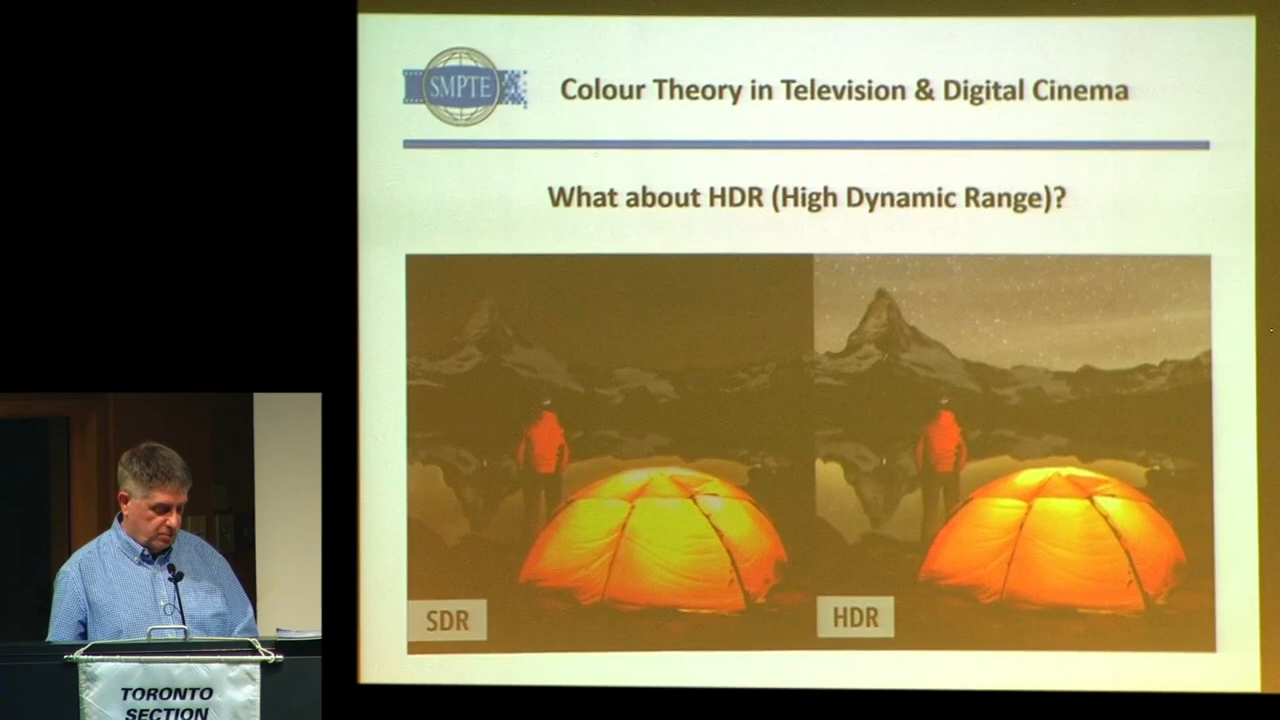 SMPTE
Colour Theory in Television & Digital Cinema
What about HDR (High Dynamic Range)?
SDR
HDR
TORONTO
SECTION